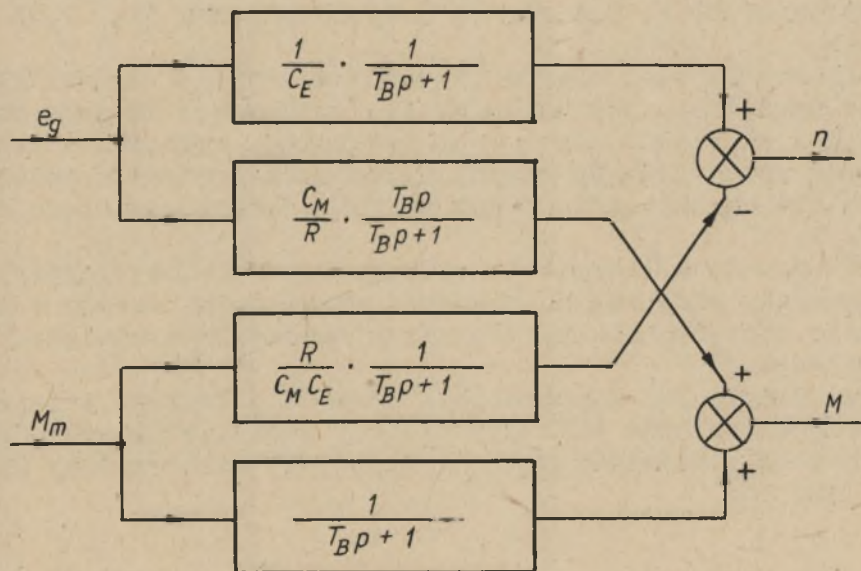 1/C_E · 1/(T_B p + 1)
+
e_g
n
C_M/R · T_B p/(T_B p + 1)
−
R/(C_M C_E) · 1/(T_B p + 1)
+
M_m
M
+
1/(T_B p + 1)